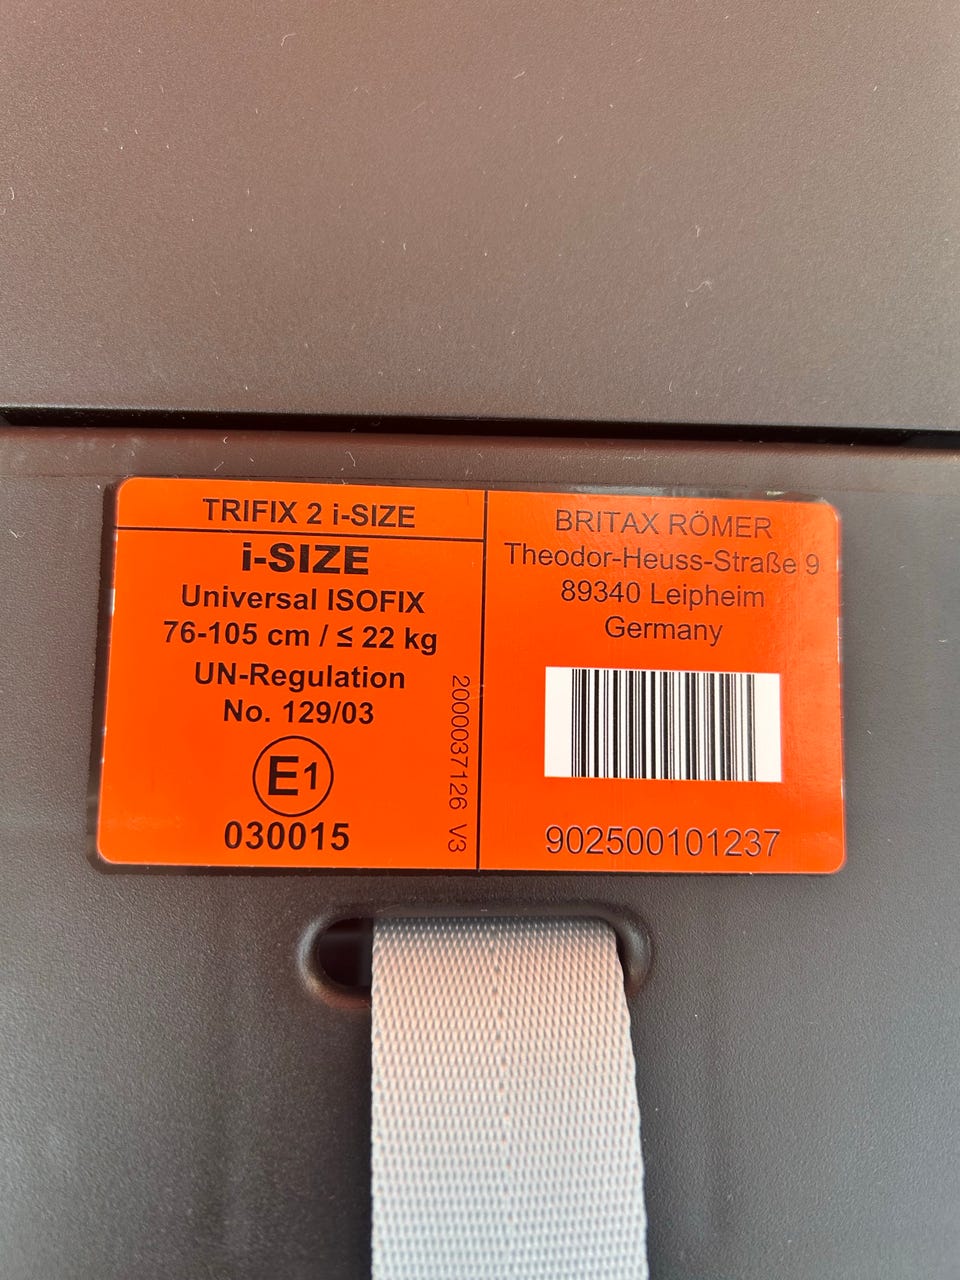 TRIFIX 2 i-SIZE
i-SIZE
Universal ISOFIX
76-105 cm / ≤ 22 kg
UN-Regulation
No. 129/03
E1
030015
2000037126 V3
BRITAX RÖMER
Theodor-Heuss-Straße 9
89340 Leipheim
Germany
902500101237